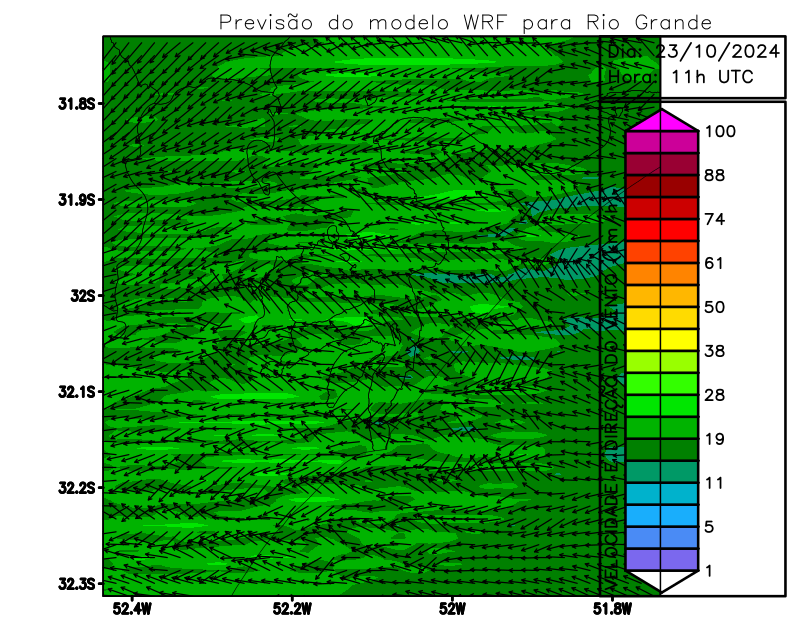 Previsão do modelo WRF para Rio Grande
Dia: 23/10/2024
Hora: 11h UTC
31.8S
31.9S
32S
32.1S
32.2S
32.3S
52.4W
52.2W
52W
51.8W
100
88
74
61
50
38
28
19
11
5
1
VELOCIDADE E DIREÇÃO DO VENTO